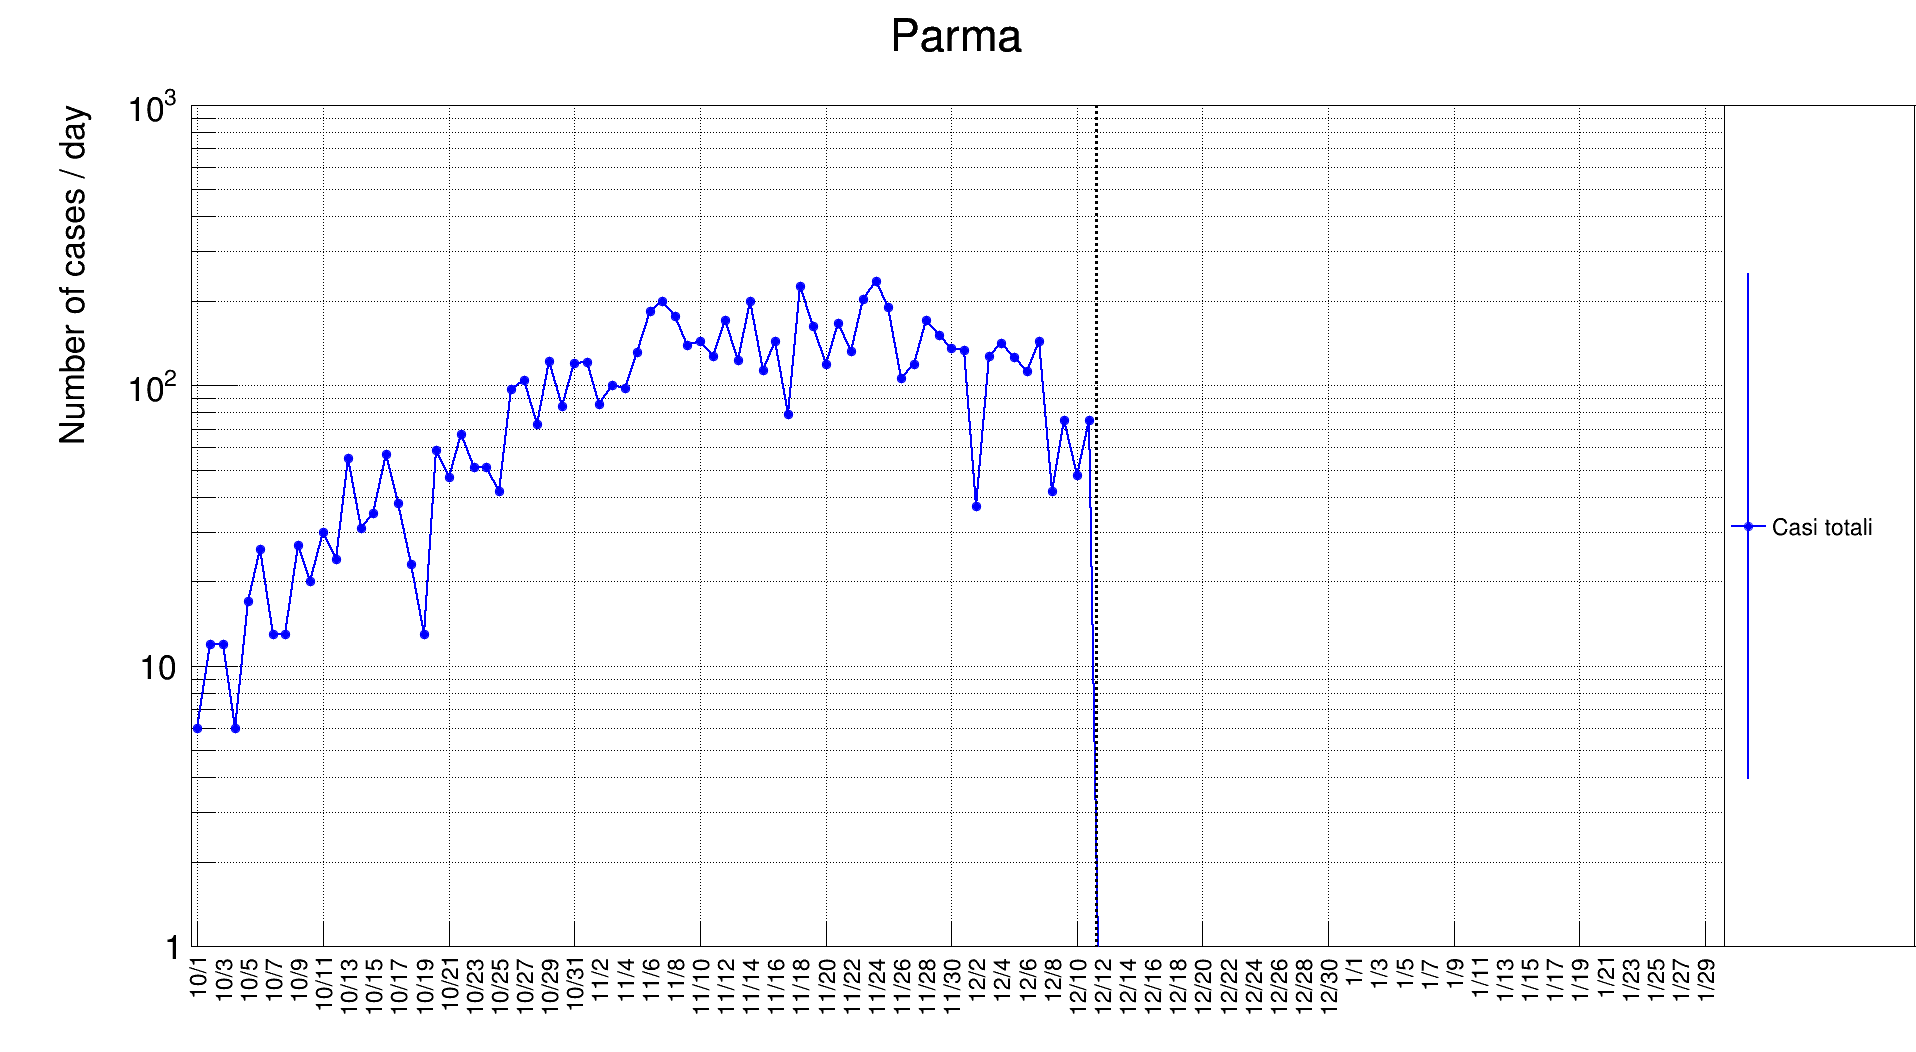 Parma
Number of cases / day
10³
10²
10
1
10/1 10/3 10/5 10/7 10/9 10/11 10/13 10/15 10/17 10/19 10/21 10/23 10/25 10/27 10/29 10/31 11/2 11/4 11/6 11/8 11/10 11/12 11/14 11/16 11/18 11/20 11/22 11/24 11/26 11/28 11/30 12/2 12/4 12/6 12/8 12/10 12/12 12/14 12/16 12/18 12/20 12/22 12/24 12/26 12/28 12/30 1/1 1/3 1/5 1/7 1/9 1/11 1/13 1/15 1/17 1/19 1/21 1/23 1/25 1/27 1/29
Casi totali